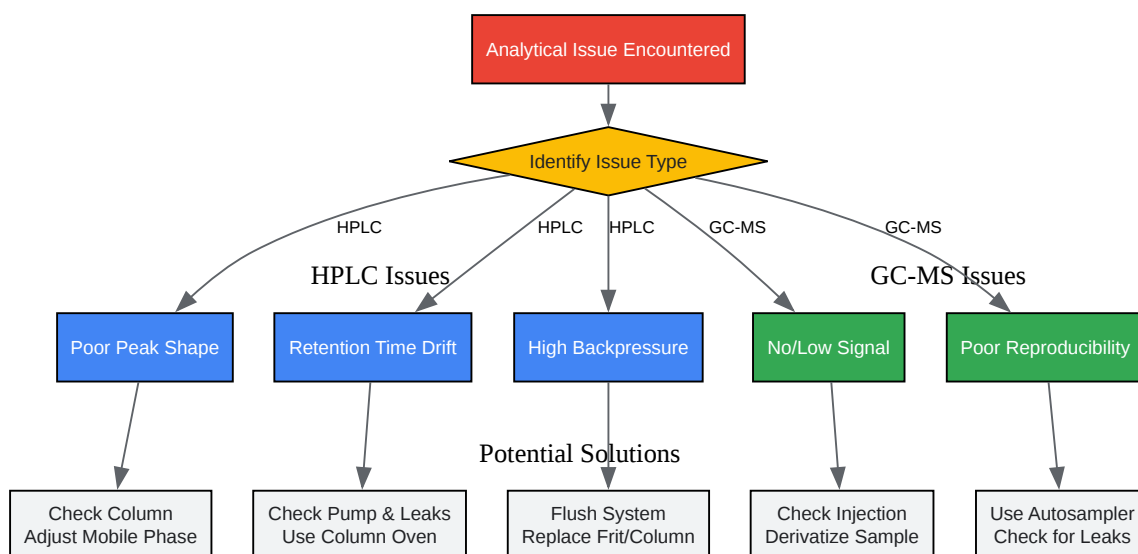 Analytical Issue Encountered
Identify Issue Type
HPLC
HPLC
HPLC
GC-MS
GC-MS
HPLC Issues
GC-MS Issues
Poor Peak Shape
Retention Time Drift
High Backpressure
No/Low Signal
Poor Reproducibility
Potential Solutions
Check Column
Adjust Mobile Phase
Check Pump & Leaks
Use Column Oven
Flush System
Replace Frit/Column
Check Injection
Derivatize Sample
Use Autosampler
Check for Leaks